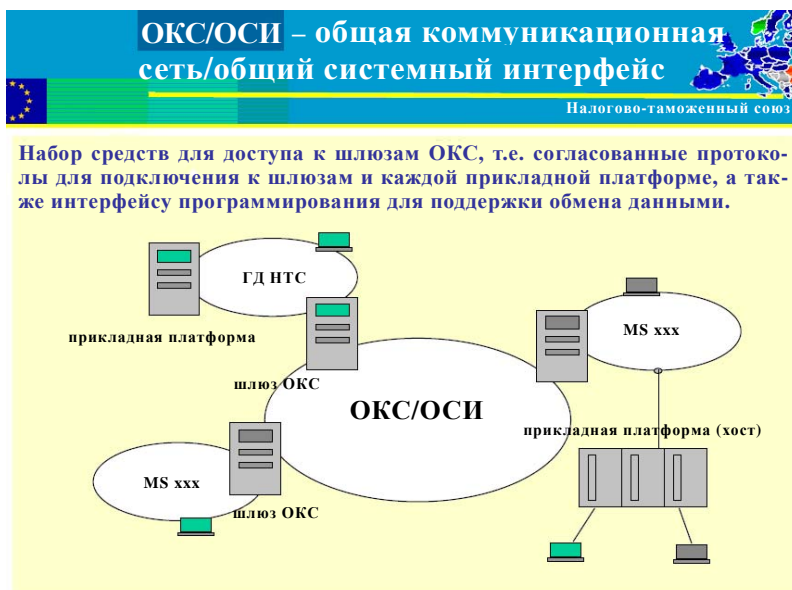 ОКС/ОСИ – общая коммуникационная
сеть/общий системный интерфейс
Налогово-таможенный союз
Набор средств для доступа к шлюзам ОКС, т.е. согласованные протоко-
лы для подключения к шлюзам и каждой прикладной платформе, а так-
же интерфейсу программирования для поддержки обмена данными.
ГД НТС
прикладная платформа
MS xxx
шлюз ОКС
ОКС/ОСИ
прикладная платформа (хост)
MS xxx
шлюз ОКС